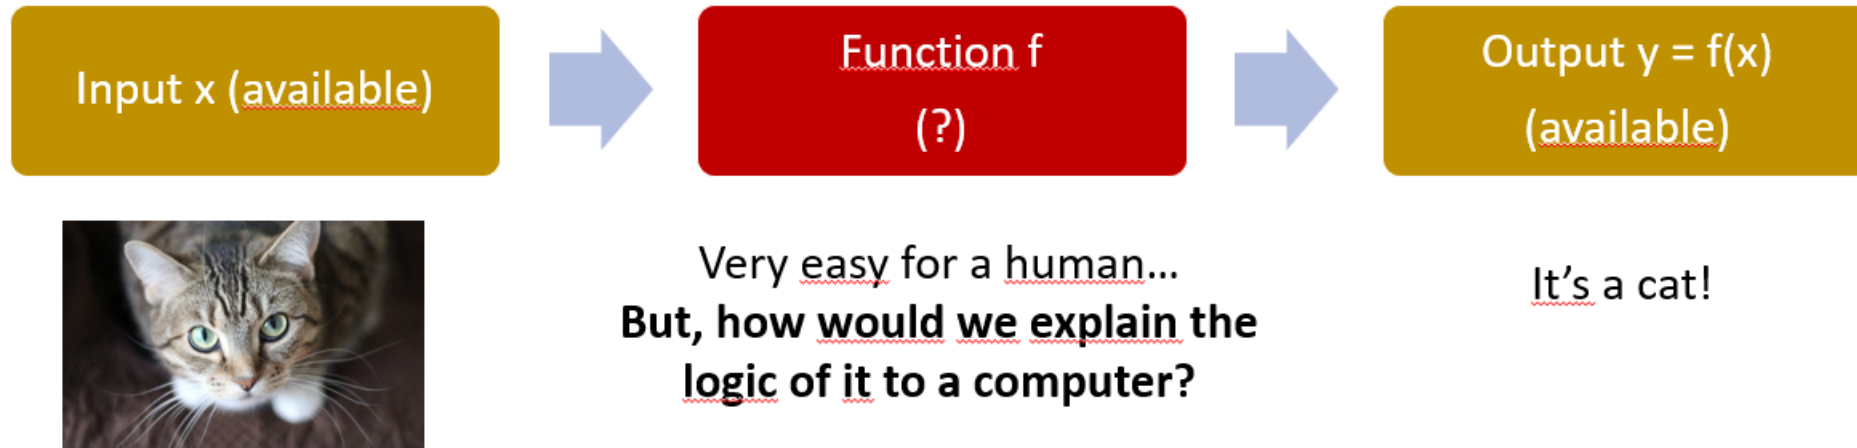 Input x (available)
Function f
(?)
Output y = f(x)
(available)
Very easy for a human...
But, how would we explain the
logic of it to a computer?
It’s a cat!